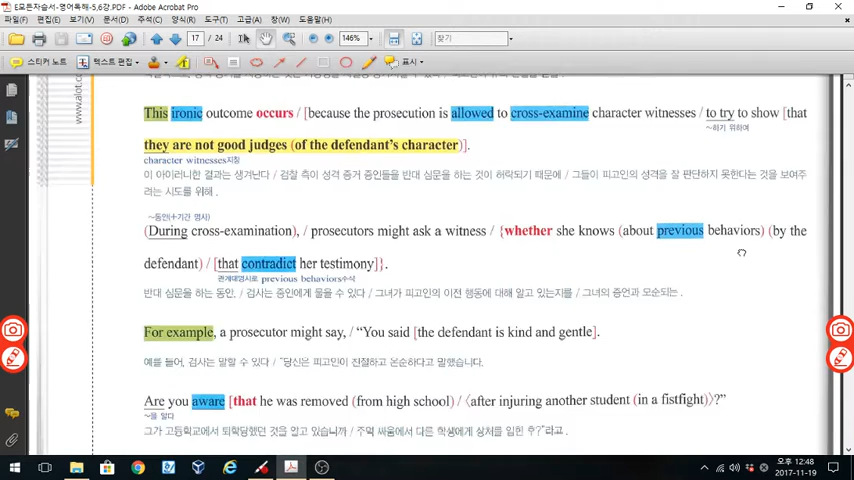 E모든자습서-영어독해-5,6강.PDF - Adobe Acrobat Pro
파일(F) 편집(E) 보기(V) 문서(D) 주석(C) 양식(R) 도구(T) 고급(A) 창(W) 도움말(H)
17 / 24 146% 찾기
스티커 노트 텍스트 편집 표시
This ironic outcome occurs / [because the prosecution is allowed to cross-examine character witnesses / to try to show [that
~하기 위하여
they are not good judges (of the defendant's character)].
character witnesses지칭
이 아이러니한 결과는 생겨난다 / 검찰 측이 성격 증거 증인들을 반대 심문을 하는 것이 허락되기 때문에 / 그들이 피고인의 성격을 잘 판단하지 못한다는 것을 보여주
려는 시도를 위해.
~동안(+기간 명사)
(During cross-examination), / prosecutors might ask a witness / {whether she knows (about previous behaviors) (by the
defendant) / [that contradict her testimony]}.
관계대명사로 previous behaviors수식
반대 심문을 하는 동안, / 검사는 증인에게 물을 수 있다 / 그녀가 피고인의 이전 행동에 대해 알고 있는지를 / 그녀의 증언과 모순되는.
For example, a prosecutor might say, / "You said [the defendant is kind and gentle].
예를 들어, 검사는 말할 수 있다 / "당신은 피고인이 친절하고 온순하다고 말했습니다.
Are you aware [that he was removed (from high school) / 〈after injuring another student (in a fistfight)〉?"
~을 알다
그가 고등학교에서 퇴학당했던 것을 알고 있습니까 / 주먹 싸움에서 다른 학생에게 상처를 입힌 후?"라고.
오후 12:48
2017-11-19